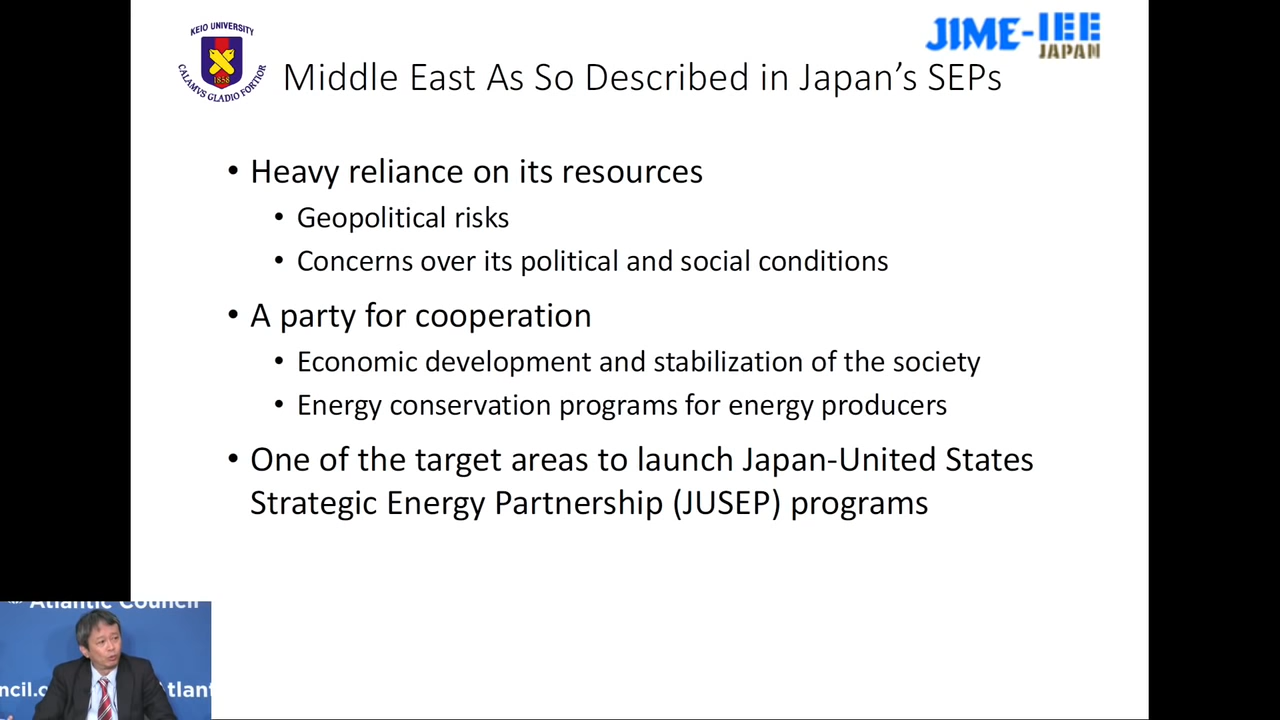 KEIO UNIVERSITY
1858
CALAMVS GLADIO FORTIOR
JIME-IEE
JAPAN
Middle East As So Described in Japan's SEPs
• Heavy reliance on its resources
• Geopolitical risks
• Concerns over its political and social conditions
• A party for cooperation
• Economic development and stabilization of the society
• Energy conservation programs for energy producers
• One of the target areas to launch Japan-United States
Strategic Energy Partnership (JUSEP) programs
Atlantic Council
ncil.o
tlant